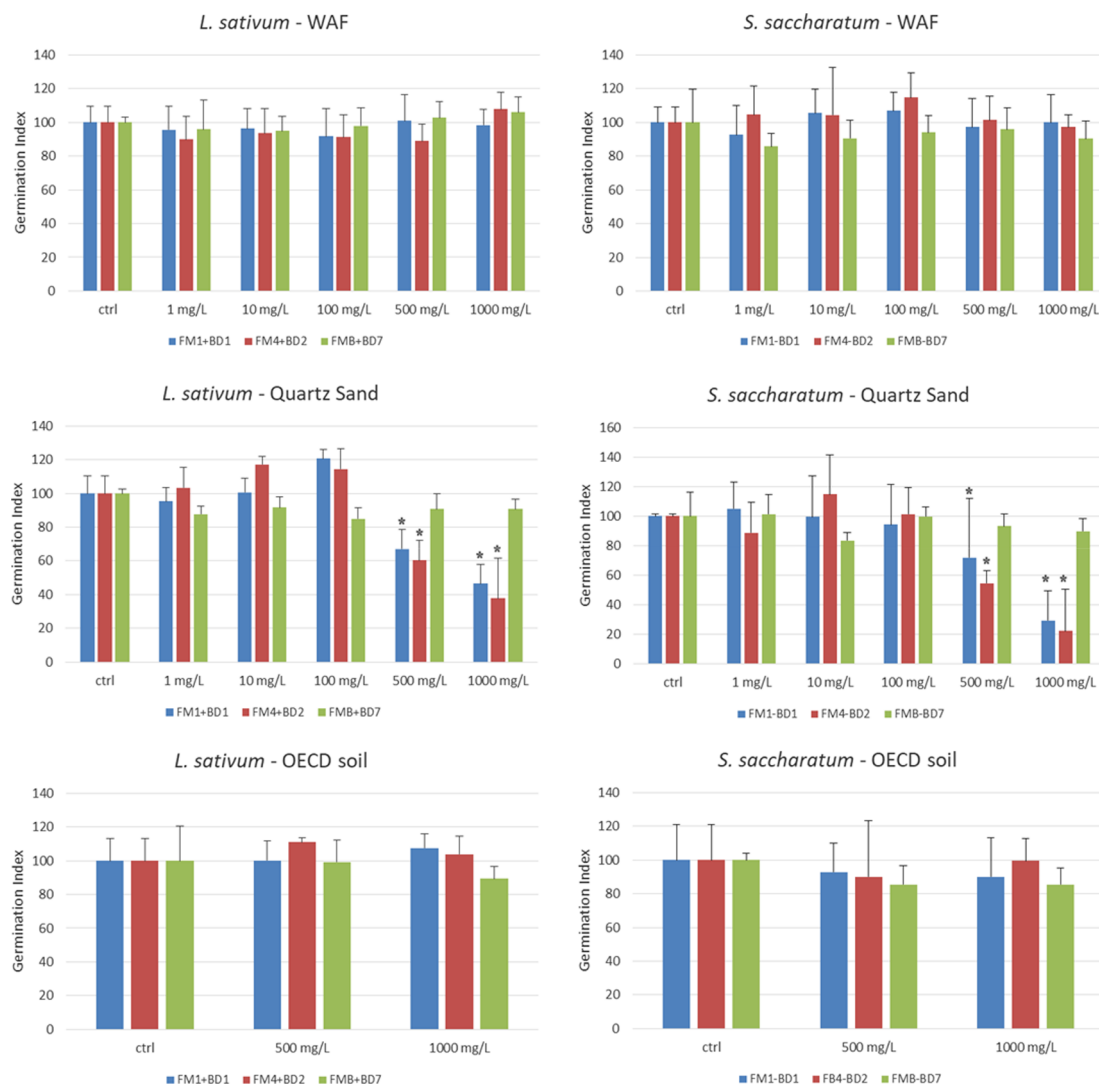 L. sativum - WAF
140
120
100
80
60
40
20
0
Germination Index
ctrl 1 mg/L 10 mg/L 100 mg/L 500 mg/L 1000 mg/L
FM1+BD1 FM4+BD2 FMB+BD7
S. saccharatum - WAF
140
120
100
80
60
40
20
0
Germination Index
ctrl 1 mg/L 10 mg/L 100 mg/L 500 mg/L 1000 mg/L
FM1-BD1 FM4-BD2 FMB-BD7
L. sativum - Quartz Sand
140
120
100
80
60
40
20
0
Germination Index
* * * *
ctrl 1 mg/L 10 mg/L 100 mg/L 500 mg/L 1000 mg/L
FM1+BD1 FM4+BD2 FMB+BD7
S. saccharatum - Quartz Sand
160
140
120
100
80
60
40
20
0
Germination Index
* * * *
ctrl 1 mg/L 10 mg/L 100 mg/L 500 mg/L 1000 mg/L
FM1-BD1 FM4-BD2 FMB-BD7
L. sativum - OECD soil
140
120
100
80
60
40
20
0
Germination Index
ctrl 500 mg/L 1000 mg/L
FM1+BD1 FM4+BD2 FMB+BD7
S. saccharatum - OECD soil
140
120
100
80
60
40
20
0
Germination Index
ctrl 500 mg/L 1000 mg/L
FM1-BD1 FB4-BD2 FMB-BD7